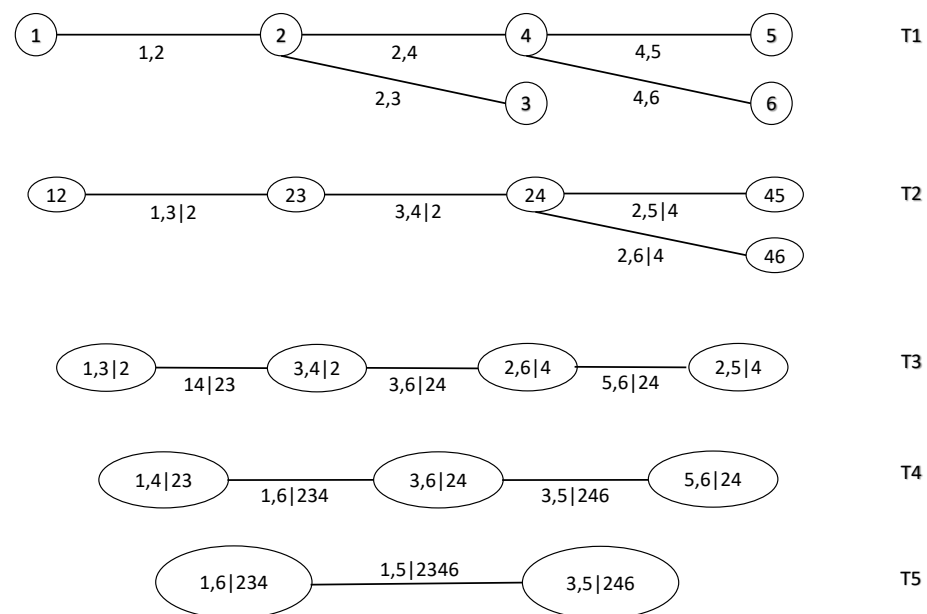 1 2 4 5 T1
1,2 2,4 4,5
2,3 3 4,6 6
12 23 24 45 T2
1,3|2 3,4|2 2,5|4
2,6|4 46
1,3|2 3,4|2 2,6|4 2,5|4 T3
14|23 3,6|24 5,6|24
1,4|23 3,6|24 5,6|24 T4
1,6|234 3,5|246
1,5|2346
1,6|234 3,5|246 T5